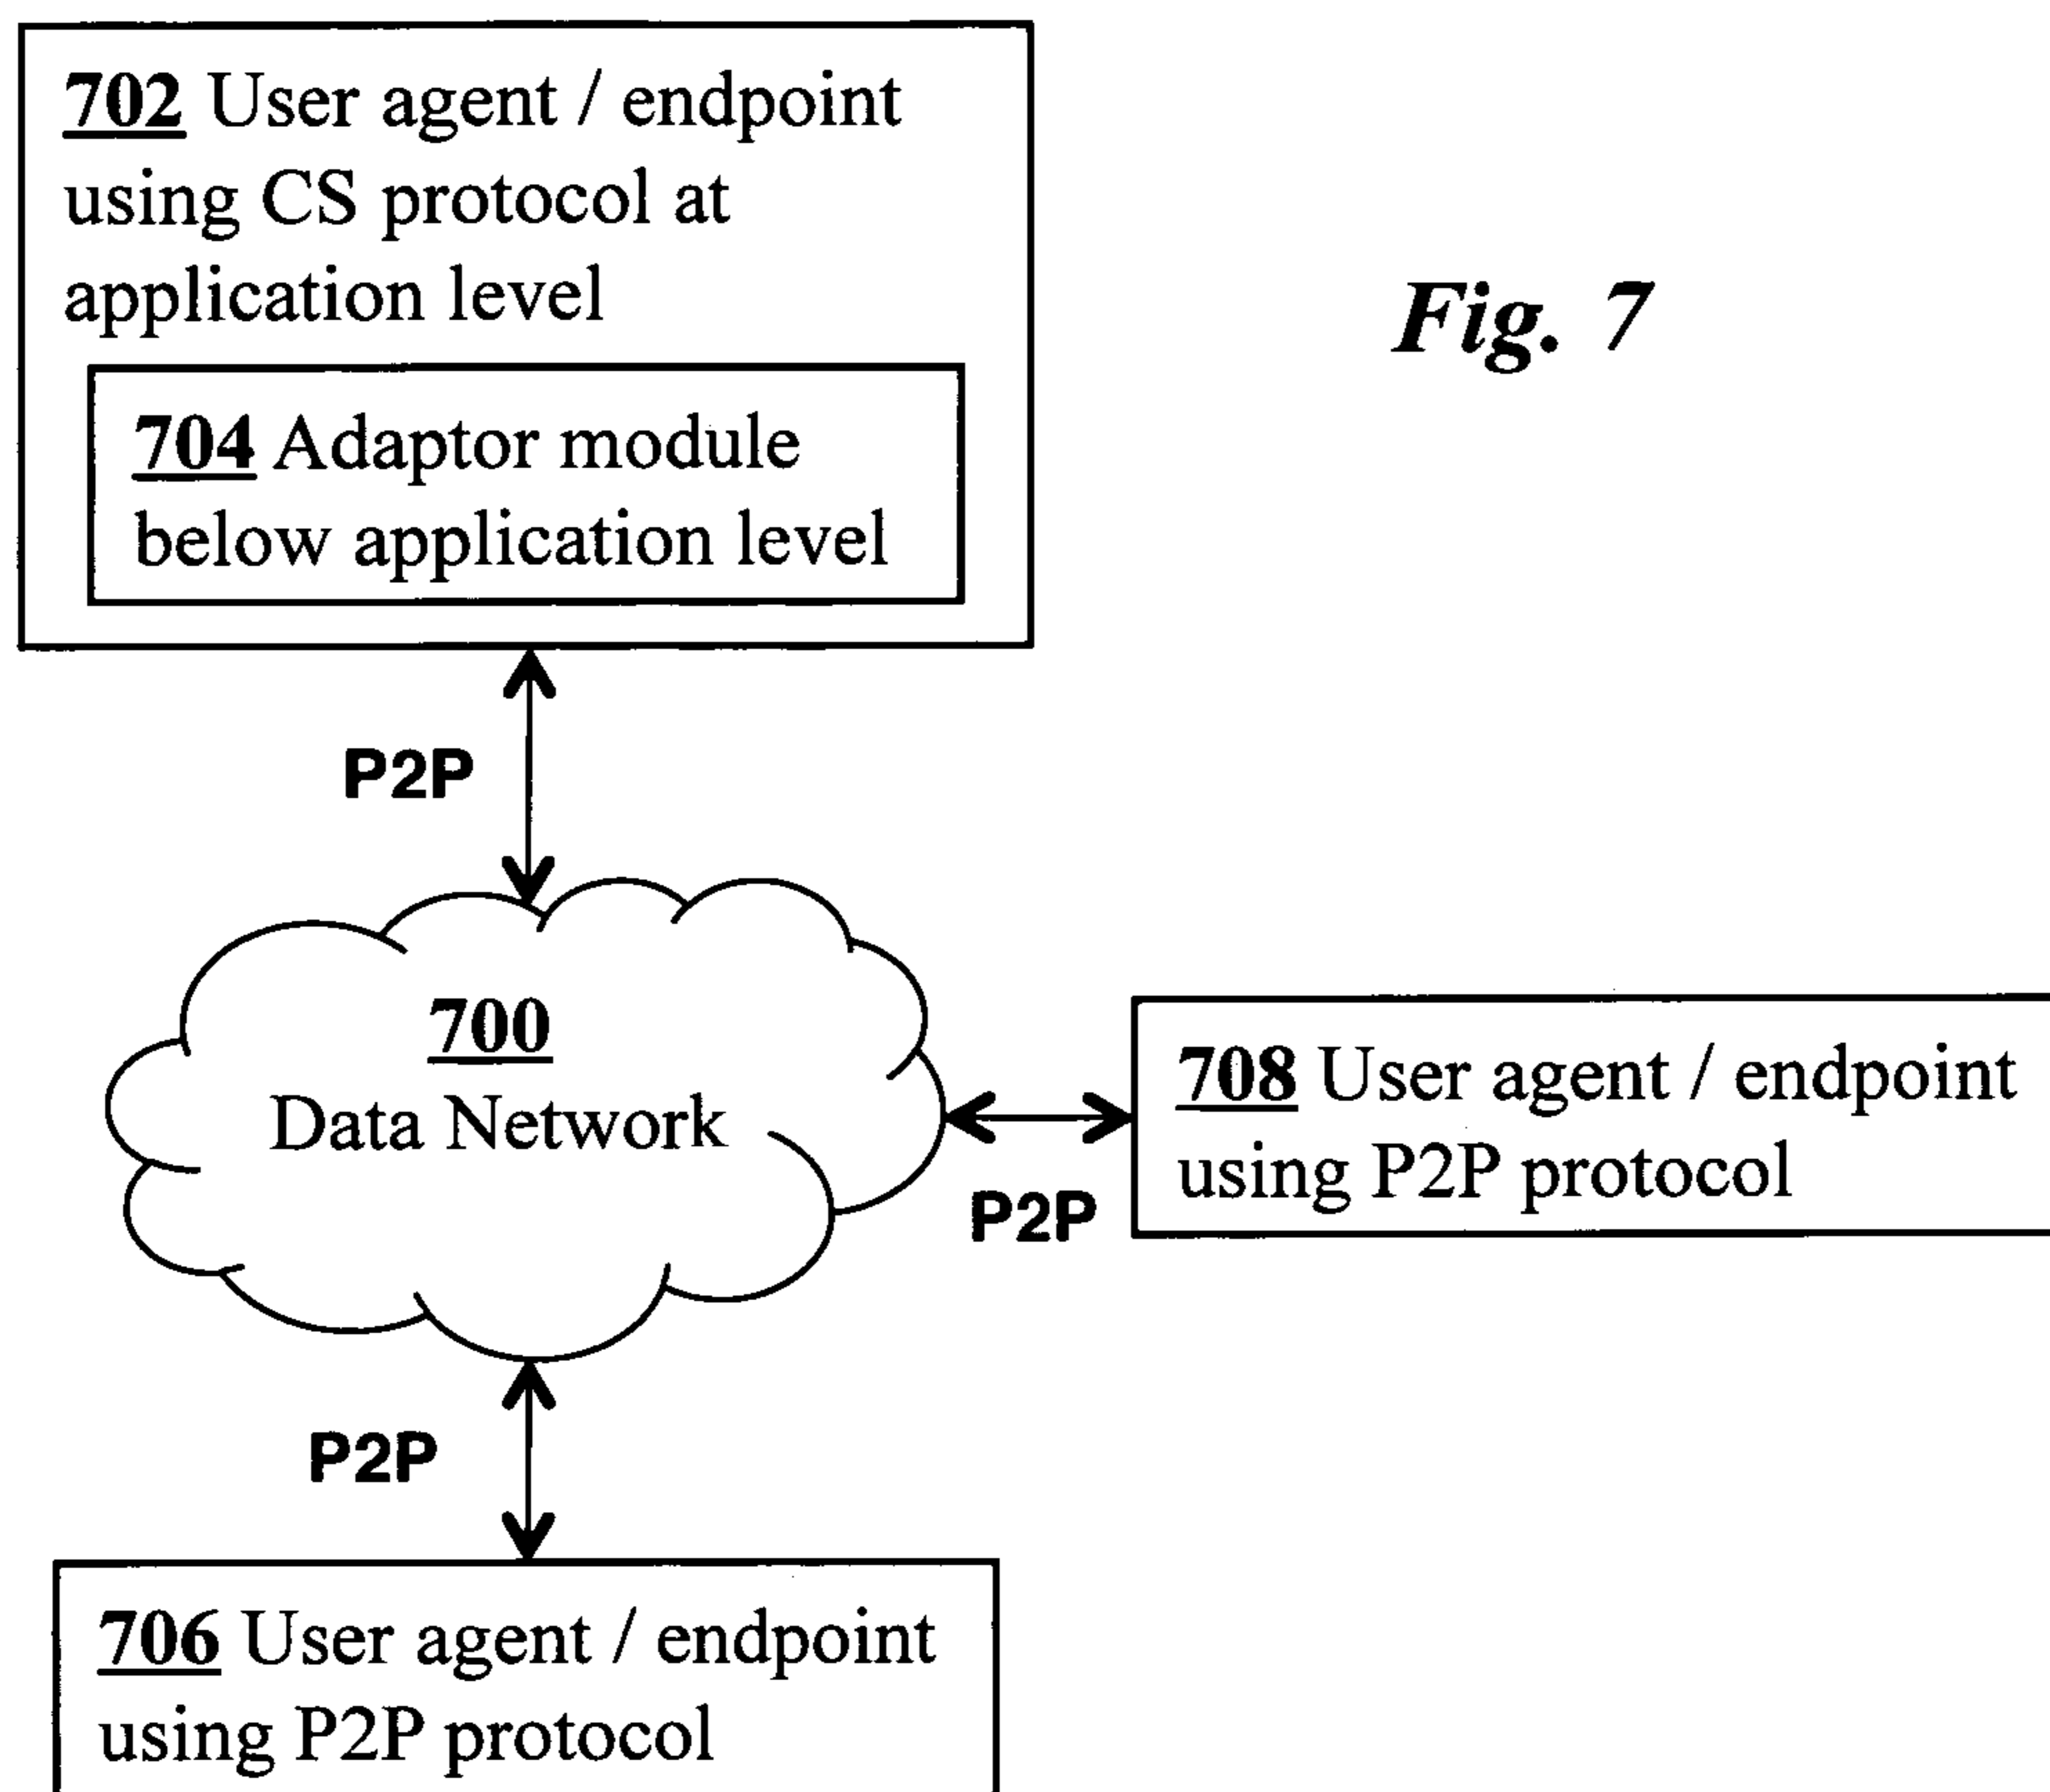 702 User agent / endpoint
using CS protocol at
application level
Fig. 7
704 Adaptor module
below application level
P2P
700
Data Network
708 User agent / endpoint
using P2P protocol
P2P
P2P
706 User agent / endpoint
using P2P protocol